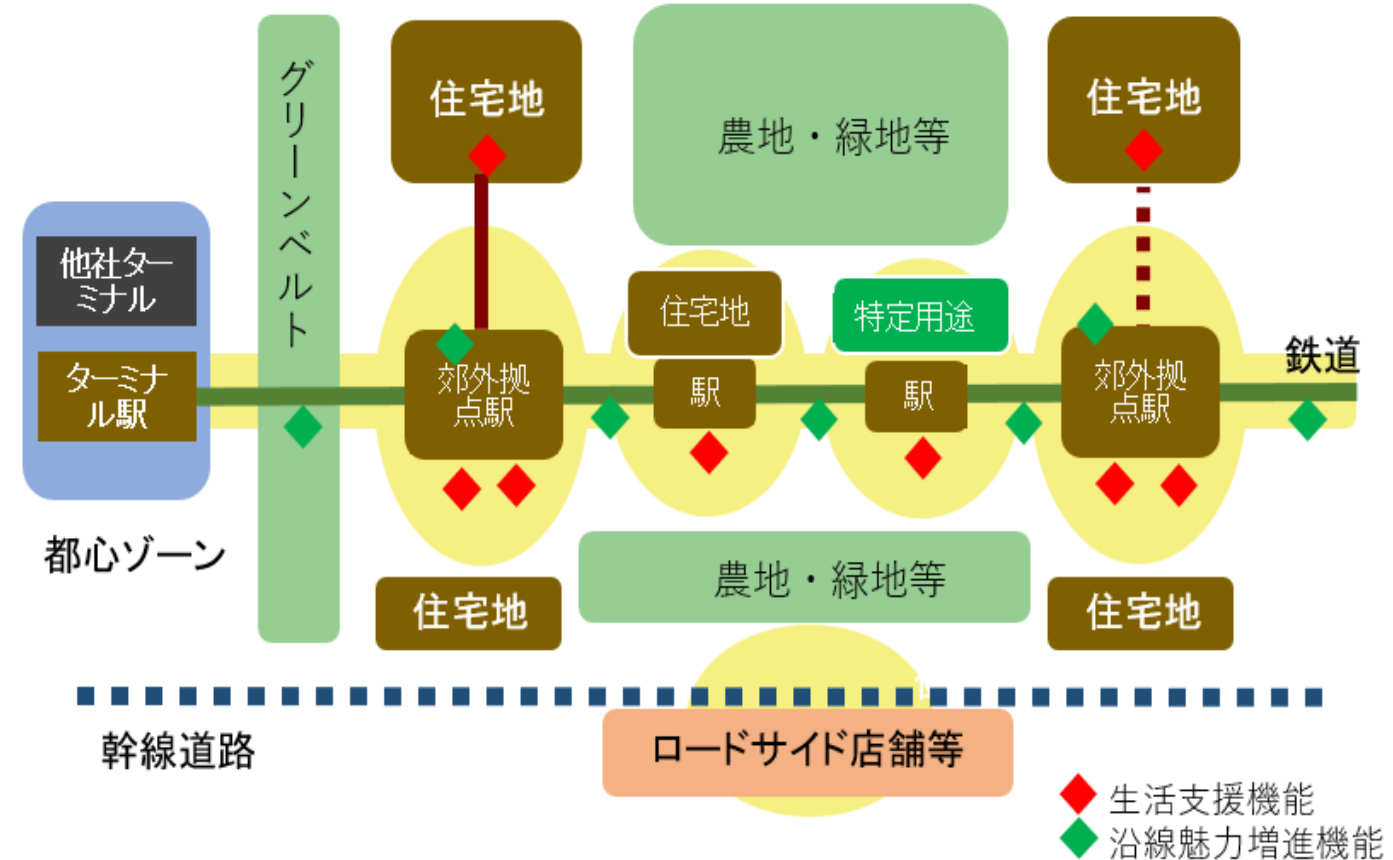 グリーンベルト
住宅地
農地・緑地等
住宅地
他社ター
ミナル
ターミナ
ル駅
都心ゾーン
郊外拠
点駅
住宅地
駅
特定用途
駅
郊外拠
点駅
鉄道
住宅地
農地・緑地等
住宅地
幹線道路
ロードサイド店舗等
生活支援機能
沿線魅力増進機能